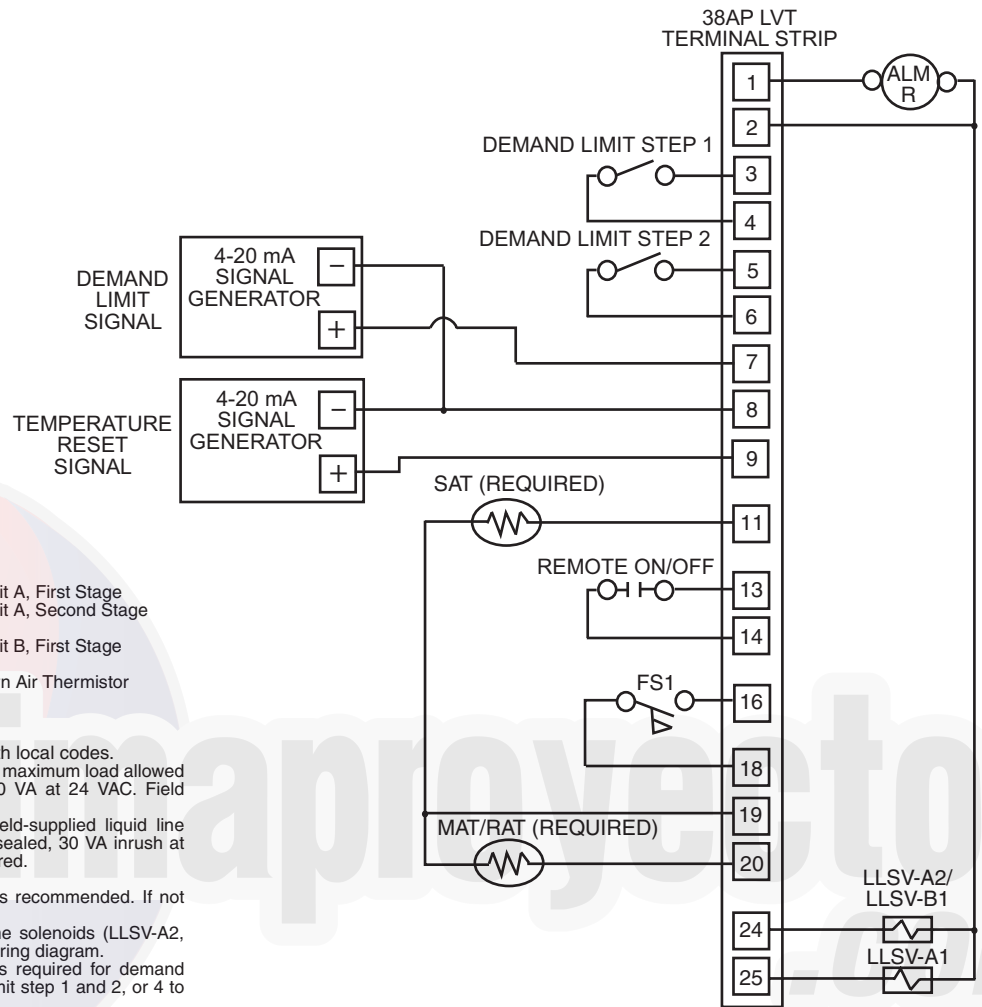 38AP LVT
TERMINAL STRIP
1
ALM
R
2
DEMAND LIMIT STEP 1
3
4
DEMAND LIMIT STEP 2
5
6
DEMAND
LIMIT
SIGNAL
4-20 mA
SIGNAL
GENERATOR
−
+
7
TEMPERATURE
RESET
SIGNAL
4-20 mA
SIGNAL
GENERATOR
−
+
8
9
SAT (REQUIRED)
11
REMOTE ON/OFF
13
14
FS1
16
18
19
MAT/RAT (REQUIRED)
20
LLSV-A2/
LLSV-B1
24
LLSV-A1
25
it A, First Stage
it A, Second Stage
it B, First Stage
n Air Thermistor
th local codes.
maximum load allowed
0 VA at 24 VAC. Field
eld-supplied liquid line
sealed, 30 VA inrush at
red.
s recommended. If not
ne solenoids (LLSV-A2,
ring diagram.
s required for demand
mit step 1 and 2, or 4 to
imaproyecto
.co